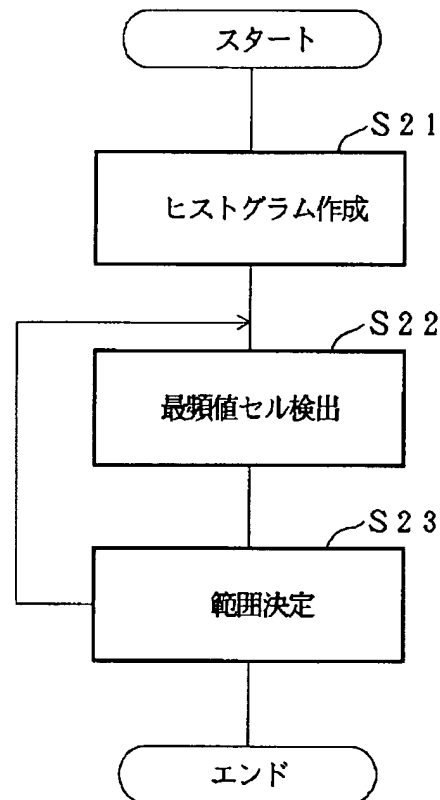 スタート
S21
ヒストグラム作成
S22
最頻値セル検出
S23
範囲決定
エンド